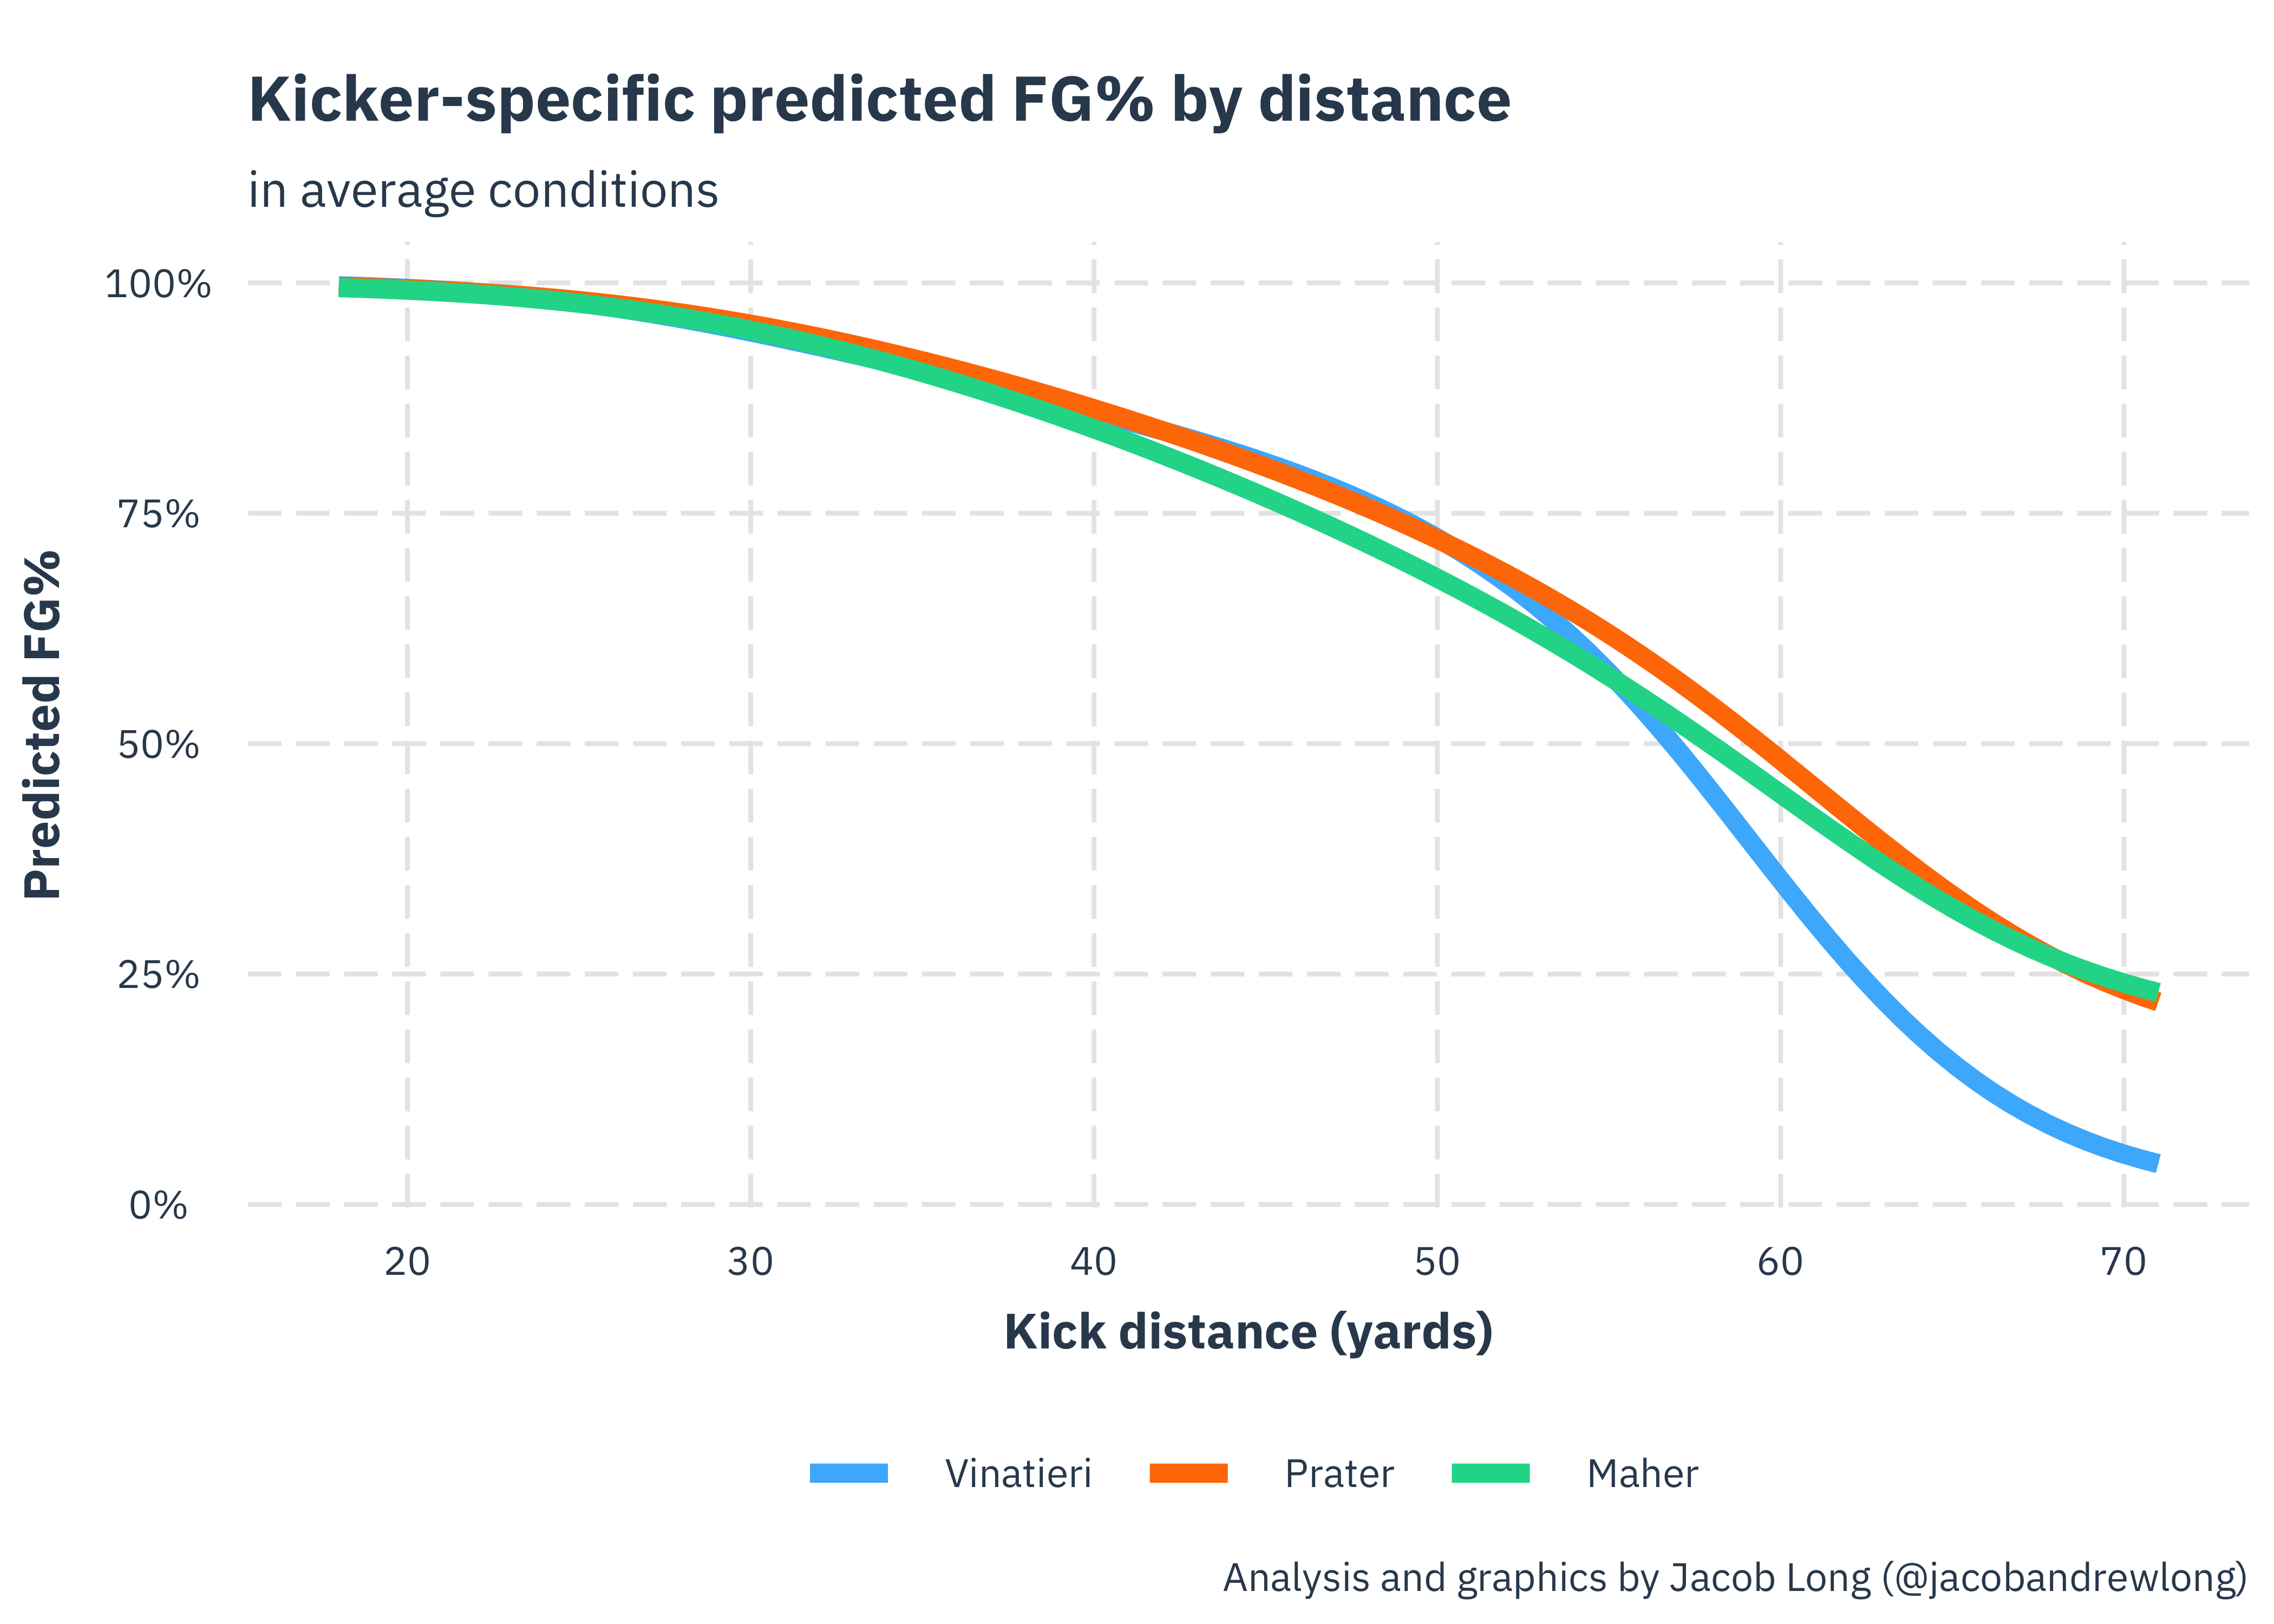 Kicker-specific predicted FG% by distance
in average conditions
Predicted FG%
100%
75%
50%
25%
0%
20 30 40 50 60 70
Kick distance (yards)
Vinatieri Prater Maher
Analysis and graphics by Jacob Long (@jacobandrewlong)